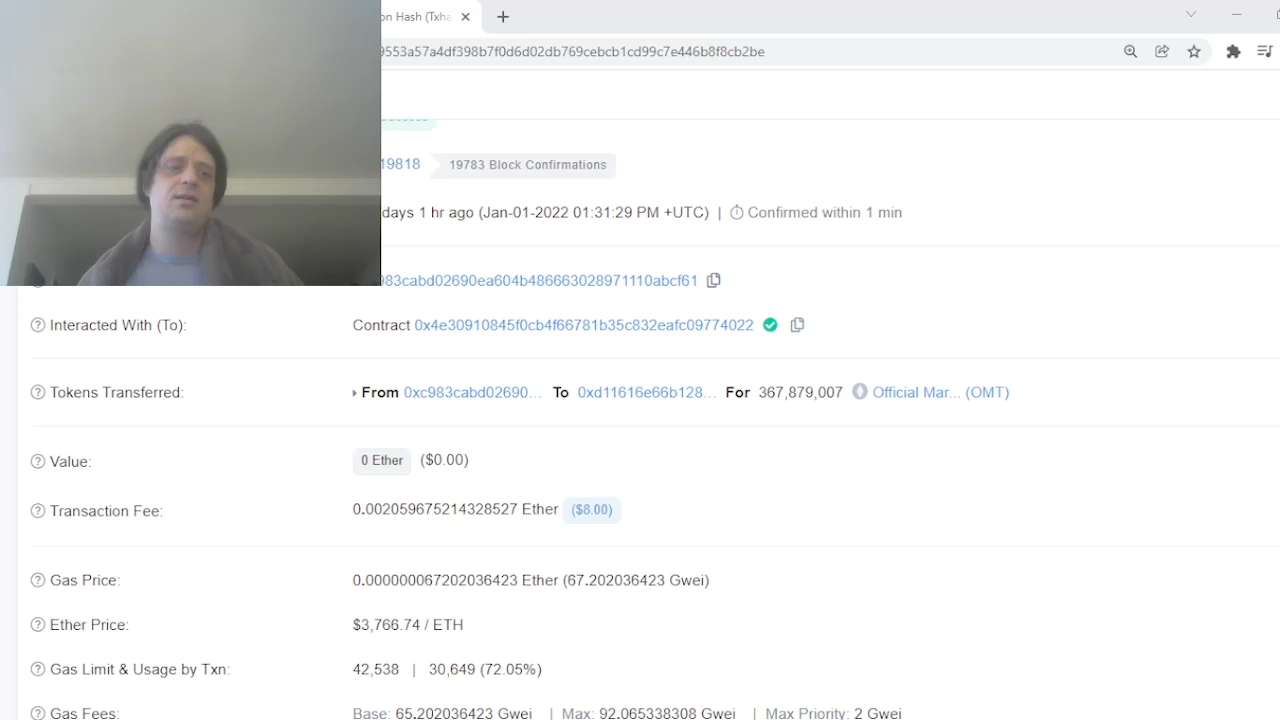 on Hash (Txha
9553a57a4df398b7f0d6d02db769cebcb1cd99c7e446b8f8cb2be
19818 19783 Block Confirmations
days 1 hr ago (Jan-01-2022 01:31:29 PM +UTC) | Confirmed within 1 min
983cabd02690ea604b486663028971110abcf61
Interacted With (To): Contract 0x4e30910845f0cb4f66781b35c832eafc09774022
Tokens Transferred: From 0xc983cabd02690... To 0xd11616e66b128... For 367,879,007 Official Mar... (OMT)
Value: 0 Ether ($0.00)
Transaction Fee: 0.002059675214328527 Ether ($8.00)
Gas Price: 0.000000067202036423 Ether (67.202036423 Gwei)
Ether Price: $3,766.74 / ETH
Gas Limit & Usage by Txn: 42,538 | 30,649 (72.05%)
Gas Fees: Base: 65.202036423 Gwei | Max: 92.065338308 Gwei | Max Priority: 2 Gwei